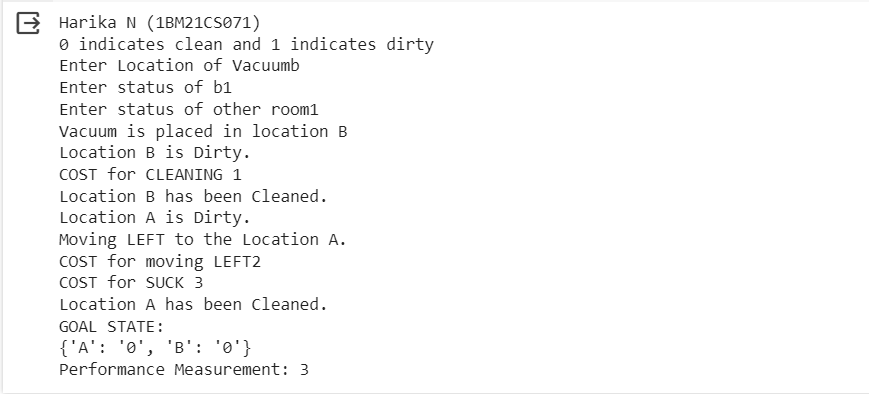 Harika N (1BM21CS071)
0 indicates clean and 1 indicates dirty
Enter Location of Vacuumb
Enter status of b1
Enter status of other room1
Vacuum is placed in location B
Location B is Dirty.
COST for CLEANING 1
Location B has been Cleaned.
Location A is Dirty.
Moving LEFT to the Location A.
COST for moving LEFT2
COST for SUCK 3
Location A has been Cleaned.
GOAL STATE:
{'A': '0', 'B': '0'}
Performance Measurement: 3